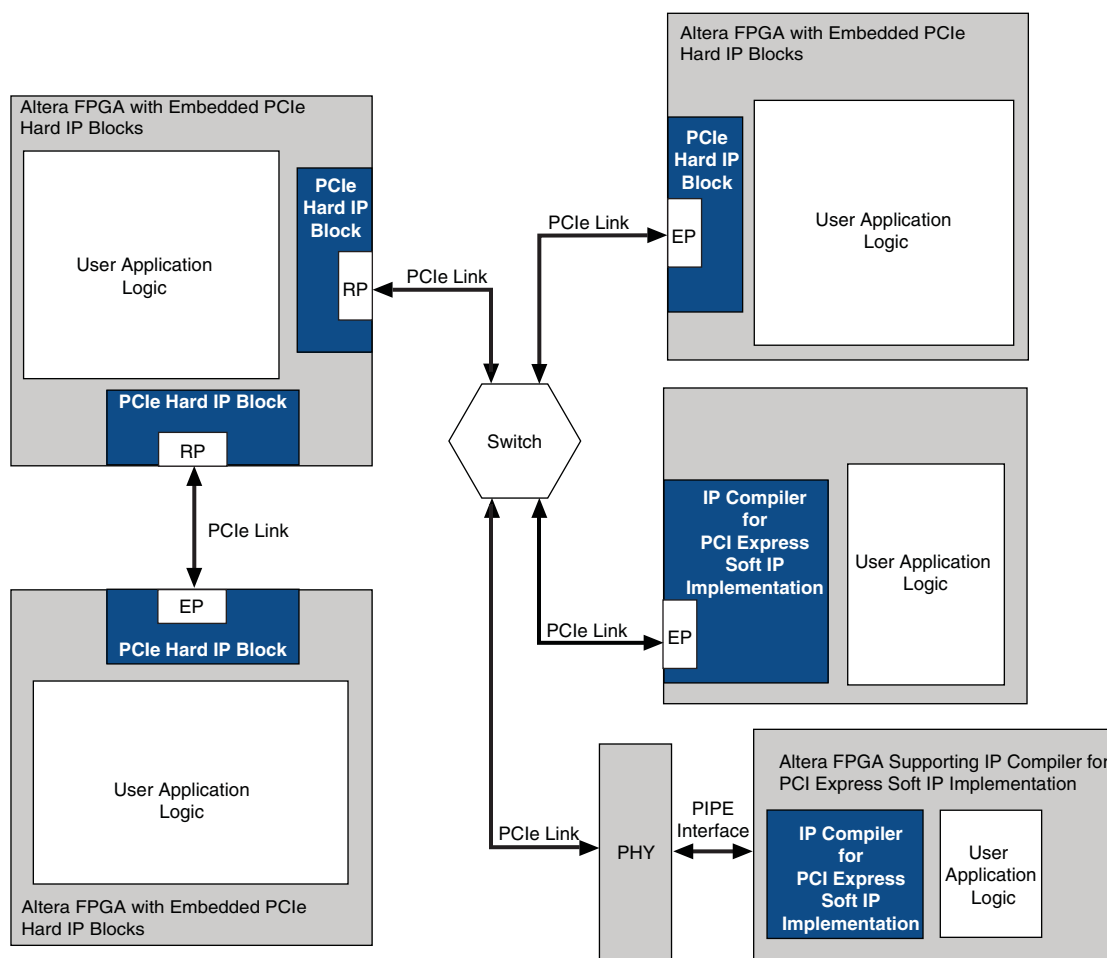 Altera FPGA with Embedded PCIe
Hard IP Blocks
User Application
Logic
PCIe
Hard IP
Block
RP
PCIe Hard IP Block
RP
PCIe Link
PCIe Link
EP
PCIe Hard IP Block
User Application
Logic
Altera FPGA with Embedded PCIe
Hard IP Blocks
Switch
Altera FPGA with Embedded PCIe
Hard IP Blocks
PCIe
Hard IP
Block
EP
User Application
Logic
PCIe Link
IP Compiler
for
PCI Express
Soft IP
Implementation
EP
User Application
Logic
PCIe Link
PCIe Link
PHY
PIPE
Interface
Altera FPGA Supporting IP Compiler for
PCI Express Soft IP Implementation
IP Compiler
for
PCI Express
Soft IP
Implementation
User
Application
Logic